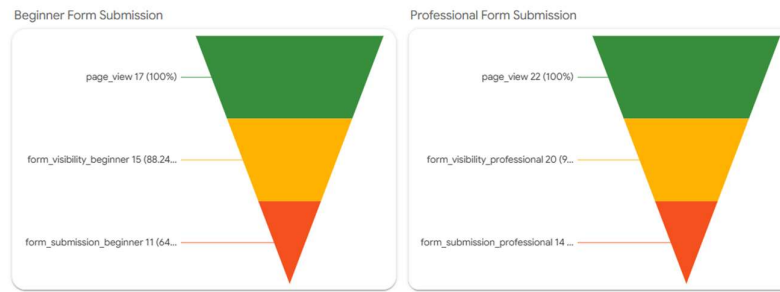 Beginner Form Submission
page_view 17 (100%)
form_visibility_beginner 15 (88.24...
form_submission_beginner 11 (64...
Professional Form Submission
page_view 22 (100%)
form_visibility_professional 20 (9...
form_submission_professional 14 ...